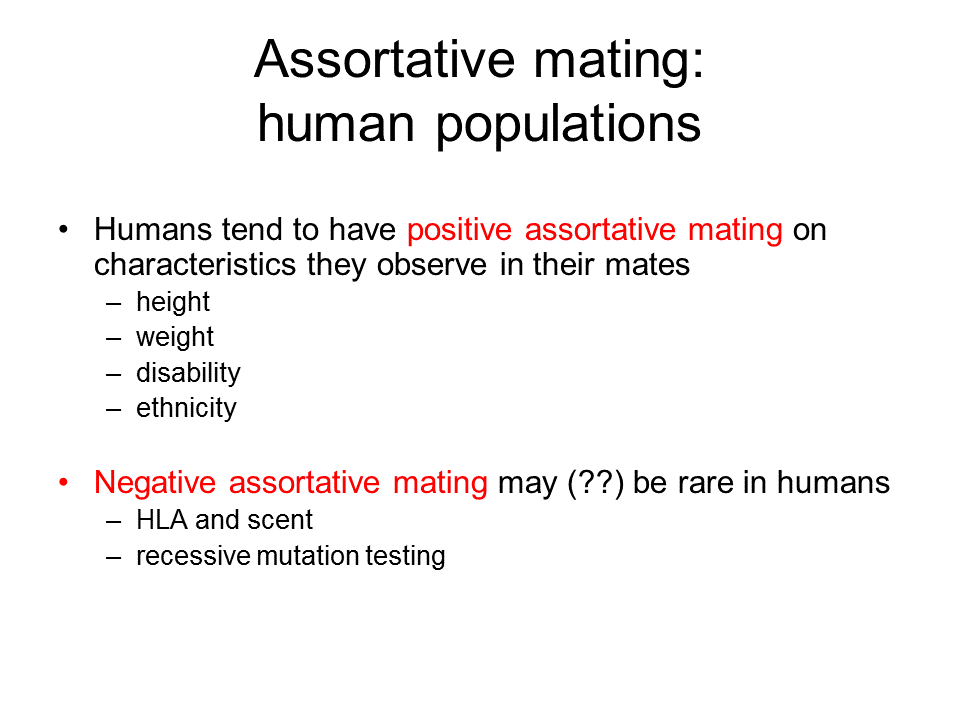 Assortative mating:
human populations
• Humans tend to have positive assortative mating on
characteristics they observe in their mates
– height
– weight
– disability
– ethnicity
• Negative assortative mating may (??) be rare in humans
– HLA and scent
– recessive mutation testing